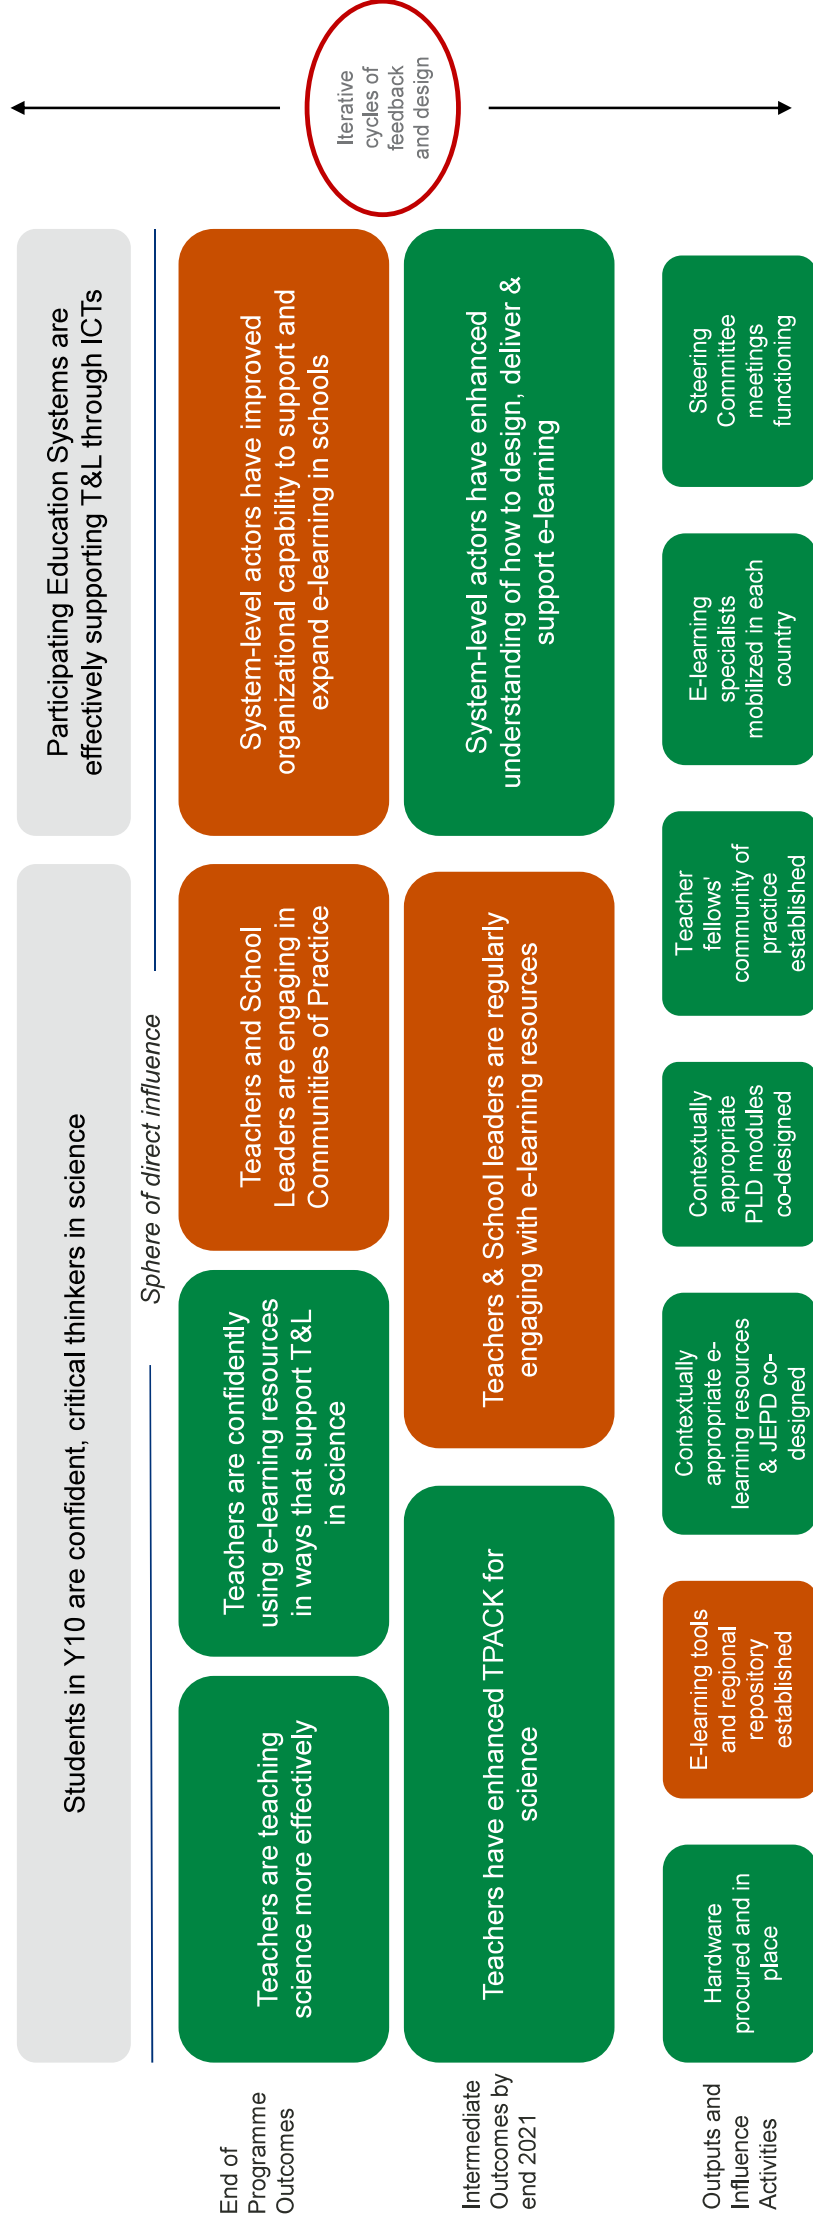 Students in Y10 are confident, critical thinkers in science
Participating Education Systems are
effectively supporting T&L through ICTs
Sphere of direct influence
End of
Programme
Outcomes
Teachers are teaching
science more effectively
Teachers are confidently
using e-learning resources
in ways that support T&L
in science
Teachers and School
Leaders are engaging in
Communities of Practice
System-level actors have improved
organizational capability to support and
expand e-learning in schools
Intermediate
Outcomes by
end 2021
Teachers have enhanced TPACK for
science
Teachers & School leaders are regularly
engaging with e-learning resources
System-level actors have enhanced
understanding of how to design, deliver &
support e-learning
Outputs and
Influence
Activities
Hardware
procured and in
place
E-learning tools
and regional
repository
established
Contextually
appropriate e-
learning resources
& JEPD co-
designed
Contextually
appropriate
PLD modules
co-designed
Teacher
fellows'
community of
practice
established
E-learning
specialists
mobilized in each
country
Steering
Committee
meetings
functioning
Iterative
cycles of
feedback
and design